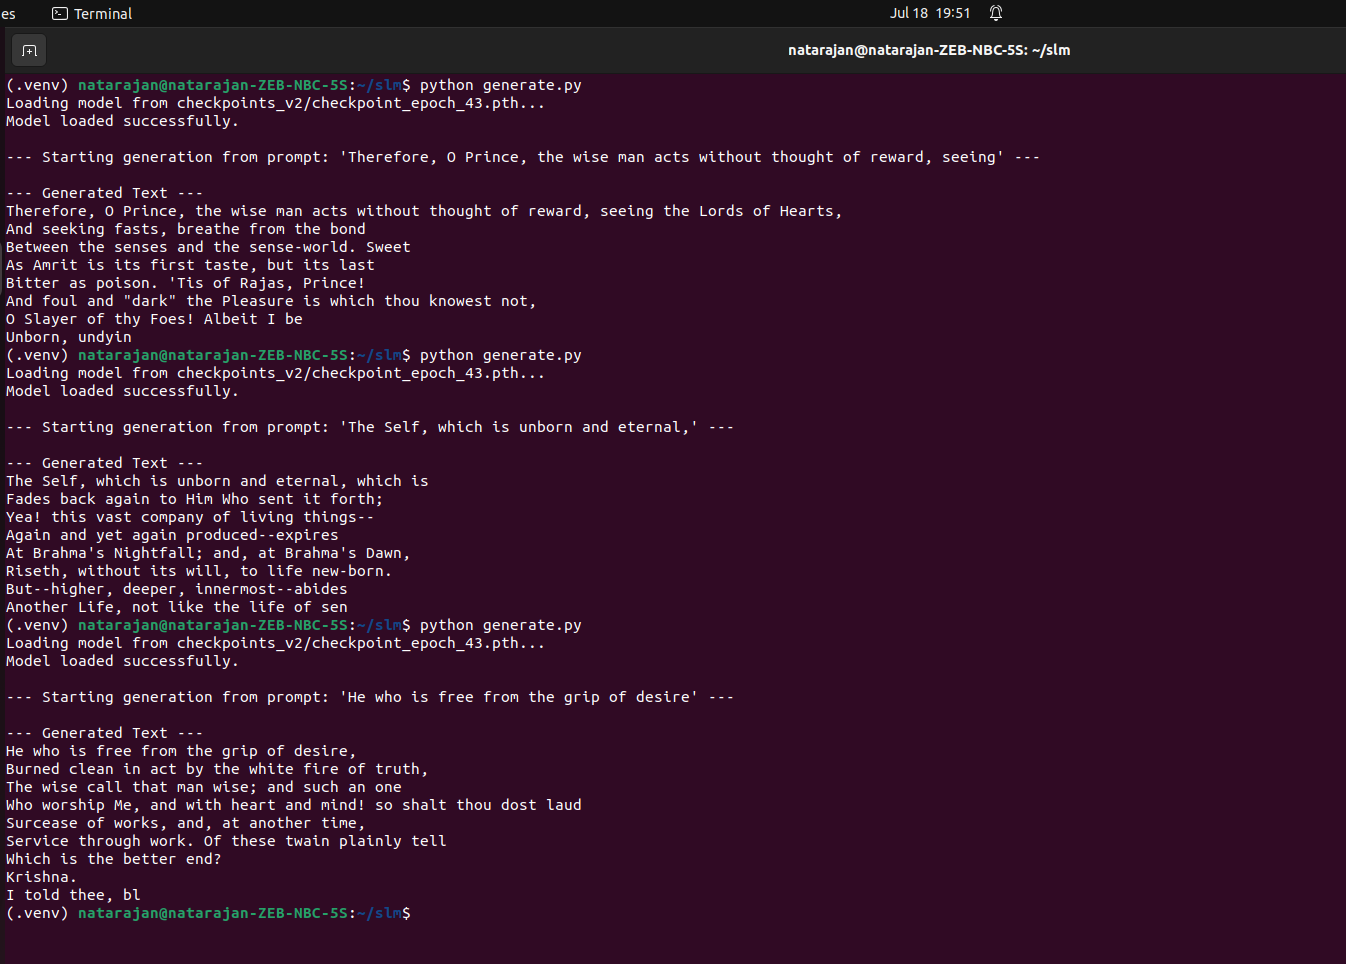 es Terminal Jul 18 19:51
natarajan@natarajan-ZEB-NBC-5S: ~/slm
(.venv) natarajan@natarajan-ZEB-NBC-5S:~/slm$ python generate.py
Loading model from checkpoints_v2/checkpoint_epoch_43.pth...
Model loaded successfully.
--- Starting generation from prompt: 'Therefore, O Prince, the wise man acts without thought of reward, seeing' ---
--- Generated Text ---
Therefore, O Prince, the wise man acts without thought of reward, seeing the Lords of Hearts,
And seeking fasts, breathe from the bond
Between the senses and the sense-world. Sweet
As Amrit is its first taste, but its last
Bitter as poison. 'Tis of Rajas, Prince!
And foul and "dark" the Pleasure is which thou knowest not,
O Slayer of thy Foes! Albeit I be
Unborn, undyin
(.venv) natarajan@natarajan-ZEB-NBC-5S:~/slm$ python generate.py
Loading model from checkpoints_v2/checkpoint_epoch_43.pth...
Model loaded successfully.
--- Starting generation from prompt: 'The Self, which is unborn and eternal,' ---
--- Generated Text ---
The Self, which is unborn and eternal, which is
Fades back again to Him Who sent it forth;
Yea! this vast company of living things--
Again and yet again produced--expires
At Brahma's Nightfall; and, at Brahma's Dawn,
Riseth, without its will, to life new-born.
But--higher, deeper, innermost--abides
Another Life, not like the life of sen
(.venv) natarajan@natarajan-ZEB-NBC-5S:~/slm$ python generate.py
Loading model from checkpoints_v2/checkpoint_epoch_43.pth...
Model loaded successfully.
--- Starting generation from prompt: 'He who is free from the grip of desire' ---
--- Generated Text ---
He who is free from the grip of desire,
Burned clean in act by the white fire of truth,
The wise call that man wise; and such an one
Who worship Me, and with heart and mind! so shalt thou dost laud
Surcease of works, and, at another time,
Service through work. Of these twain plainly tell
Which is the better end?
Krishna.
I told thee, bl
(.venv) natarajan@natarajan-ZEB-NBC-5S:~/slm$